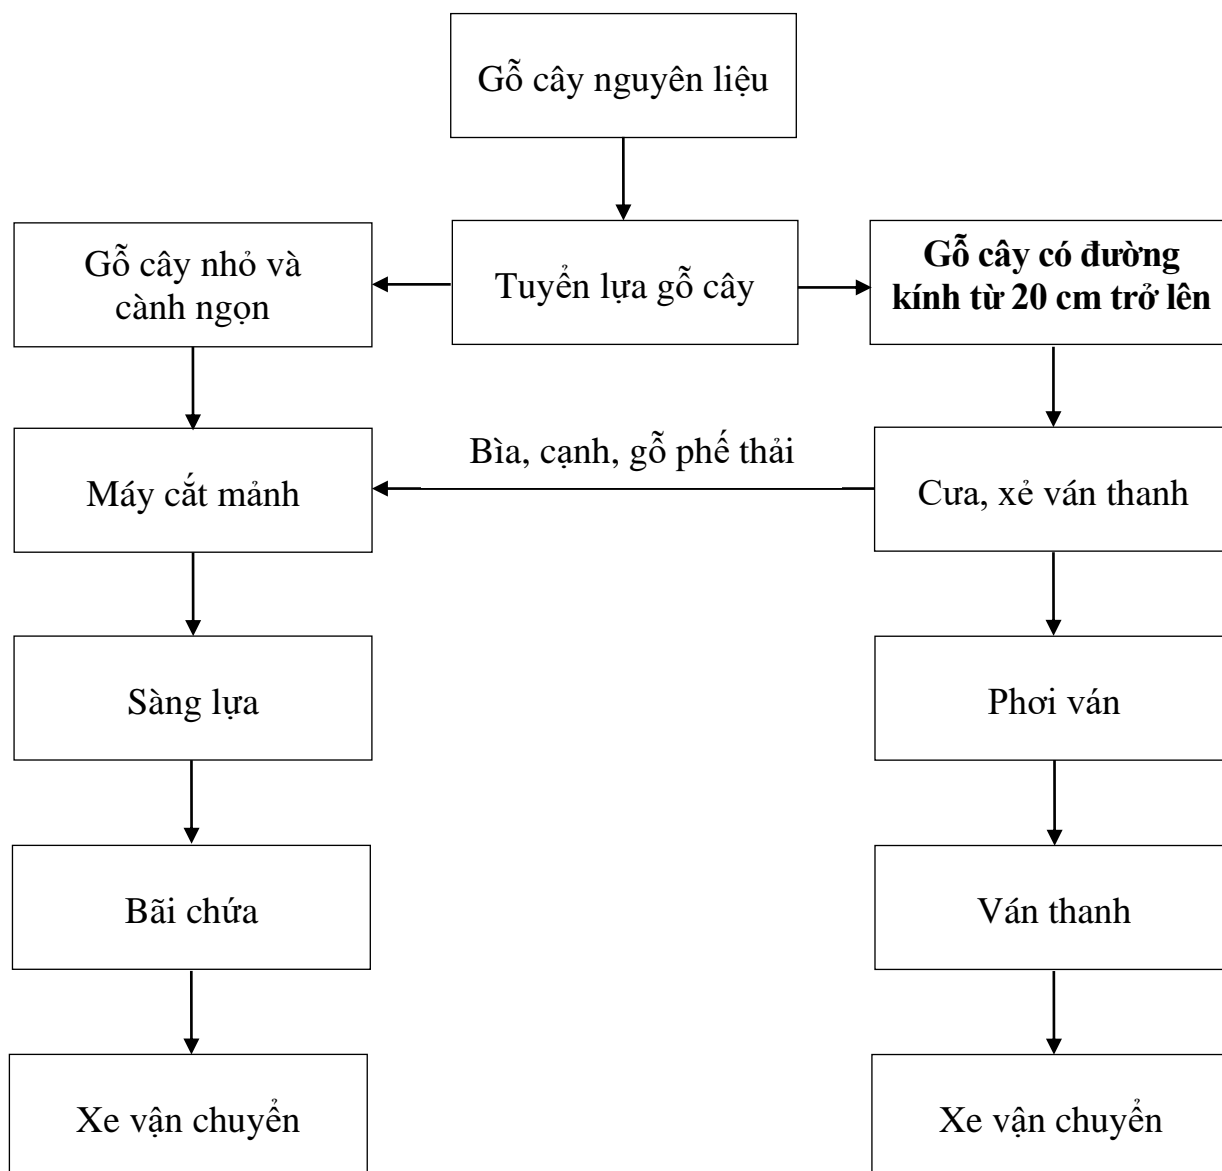 Gỗ cây nguyên liệu
Gỗ cây nhỏ và
cành ngọn
Tuyển lựa gỗ cây
Gỗ cây có đường
kính từ 20 cm trở lên
Máy cắt mảnh
Bìa, cạnh, gỗ phế thải
Cưa, xẻ ván thanh
Sàng lựa
Phơi ván
Bãi chứa
Ván thanh
Xe vận chuyển
Xe vận chuyển